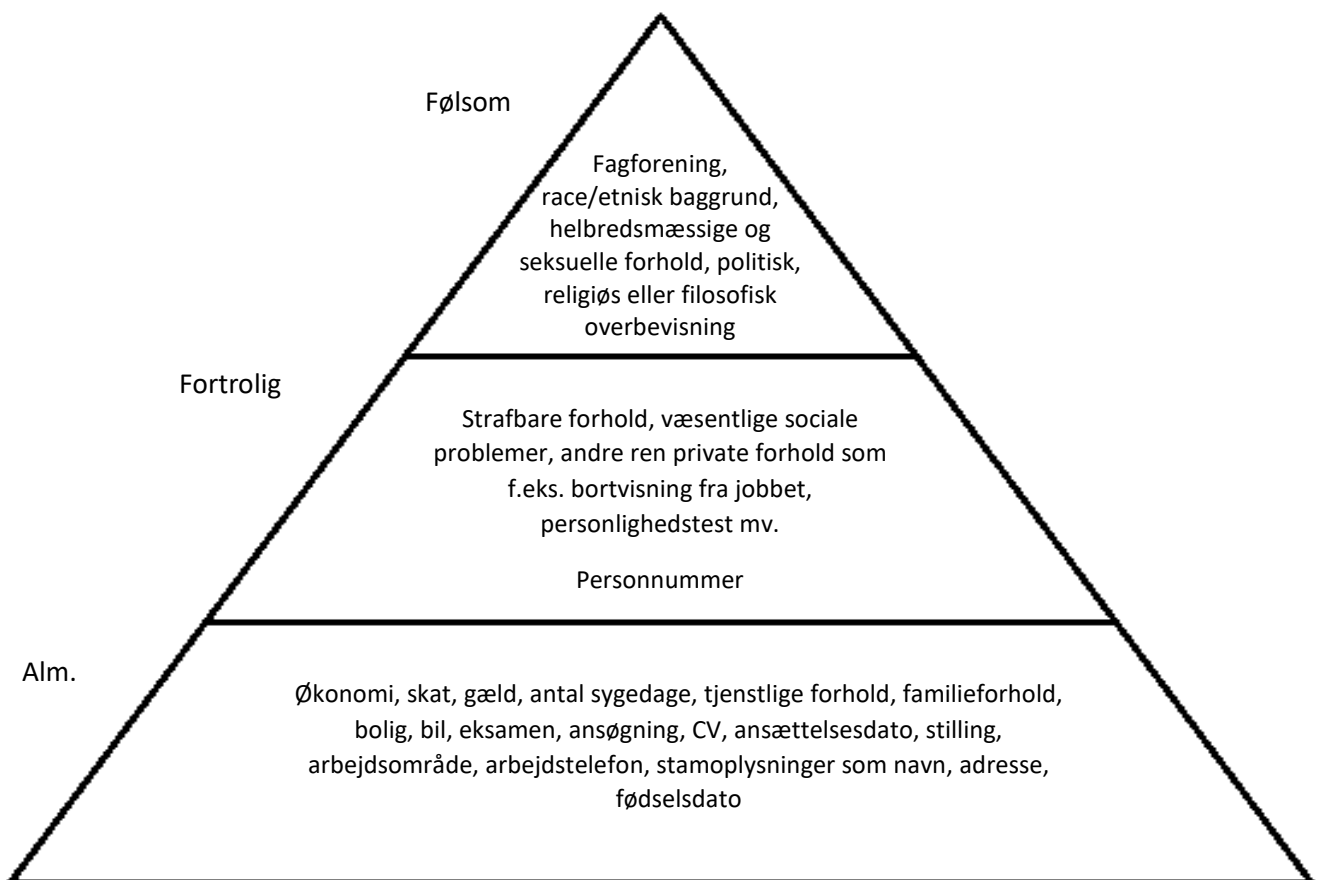 Følsom
Fagforening,
race/etnisk baggrund,
helbredsmæssige og
seksuelle forhold, politisk,
religiøs eller filosofisk
overbevisning
Fortrolig
Strafbare forhold, væsentlige sociale
problemer, andre ren private forhold som
f.eks. bortvisning fra jobbet,
personlighedstest mv.
Personnummer
Alm.
Økonomi, skat, gæld, antal sygedage, tjenstlige forhold, familieforhold,
bolig, bil, eksamen, ansøgning, CV, ansættelsesdato, stilling,
arbejdsområde, arbejdstelefon, stamoplysninger som navn, adresse,
fødselsdato